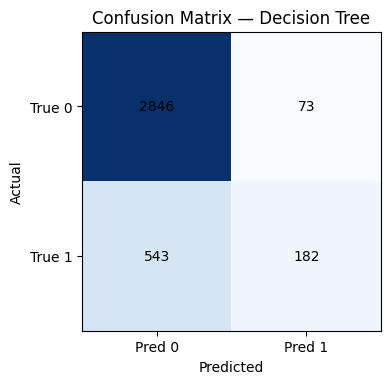 Confusion Matrix — Decision Tree
Actual
True 0
2846 73
True 1
543 182
Pred 0 Pred 1
Predicted